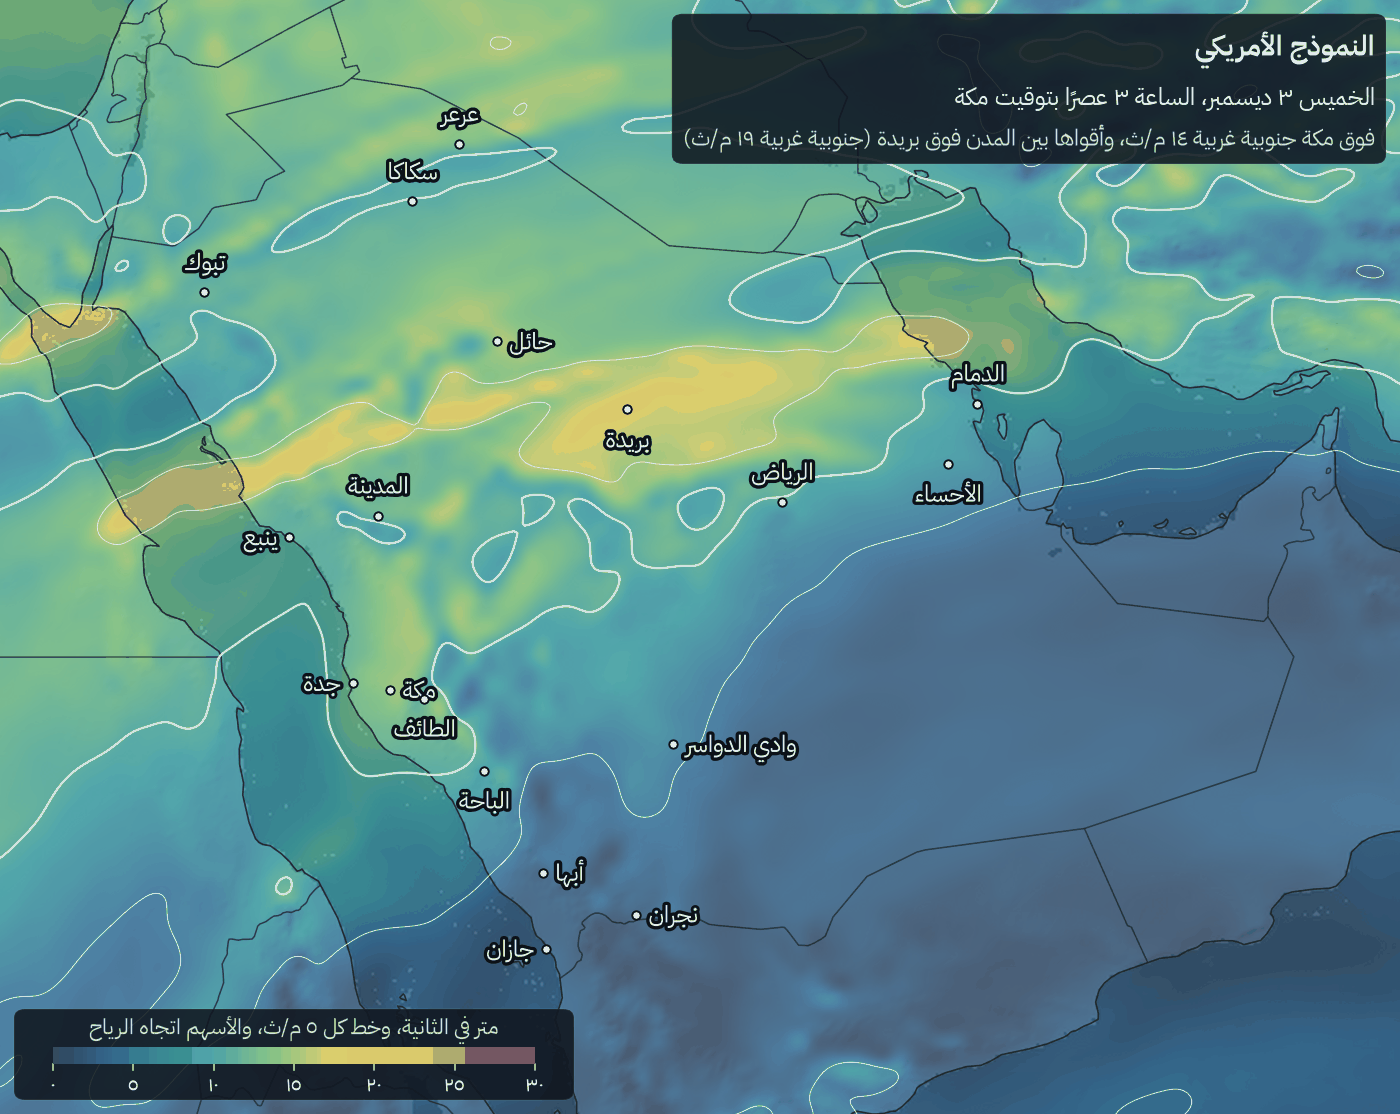 النموذج الأمريكي
الخميس ٣ ديسمبر، الساعة ٣ عصرًا بتوقيت مكة
فوق مكة جنوبية غربية ١٤ م/ث، وأقواها بين المدن فوق بريدة (جنوبية غربية ١٩ م/ث)
عرعر
سكاكا
تبوك
حائل
الدمام
بريدة
الرياض
المدينة
الأحساء
ينبع
جدة
مكة
الطائف
وادي الدواسر
الباحة
أبها
نجران
جازان
متر في الثانية، وخط كل ٥ م/ث، والأسهم اتجاه الرياح
٠ ٥ ١٠ ١٥ ٢٠ ٢٥ ٣٠